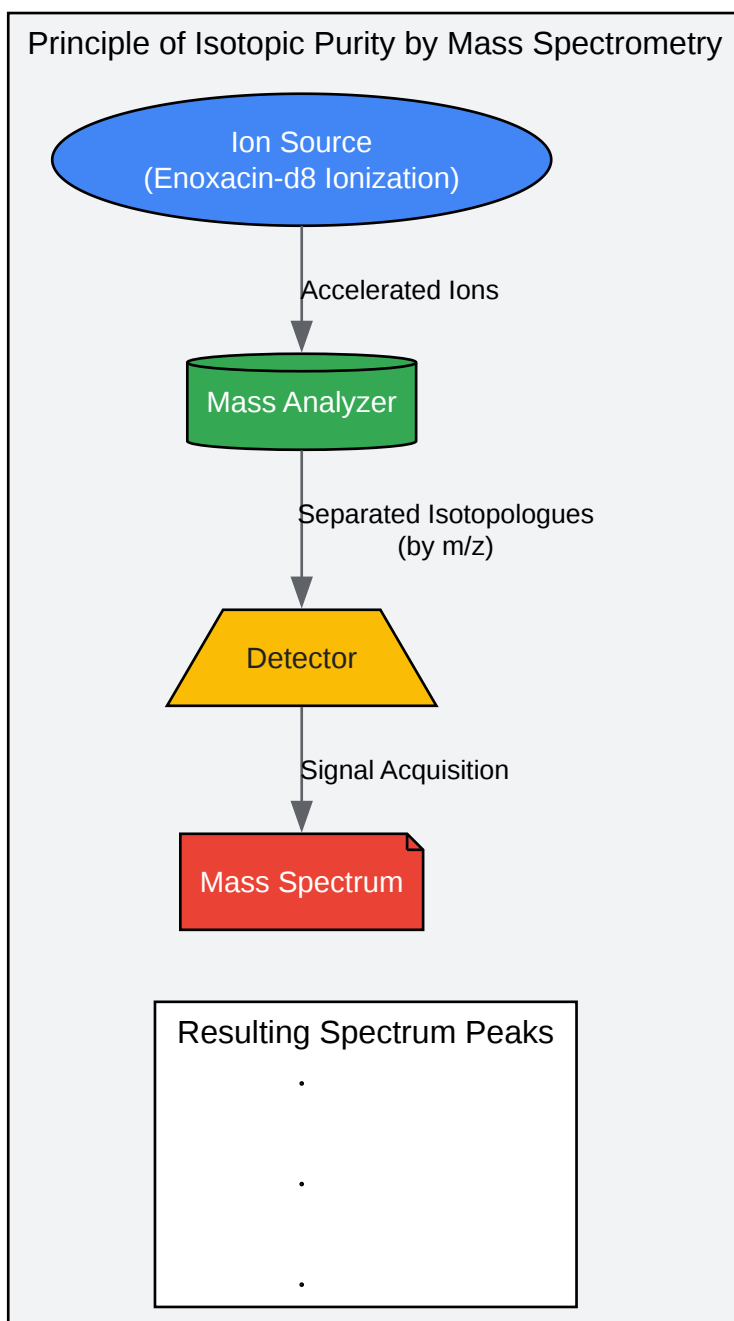 Principle of Isotopic Purity by Mass Spectrometry
Ion Source
(Enoxacin-d8 Ionization)
Accelerated Ions
Mass Analyzer
Separated Isotopologues
(by m/z)
Detector
Signal Acquisition
Mass Spectrum
Resulting Spectrum Peaks